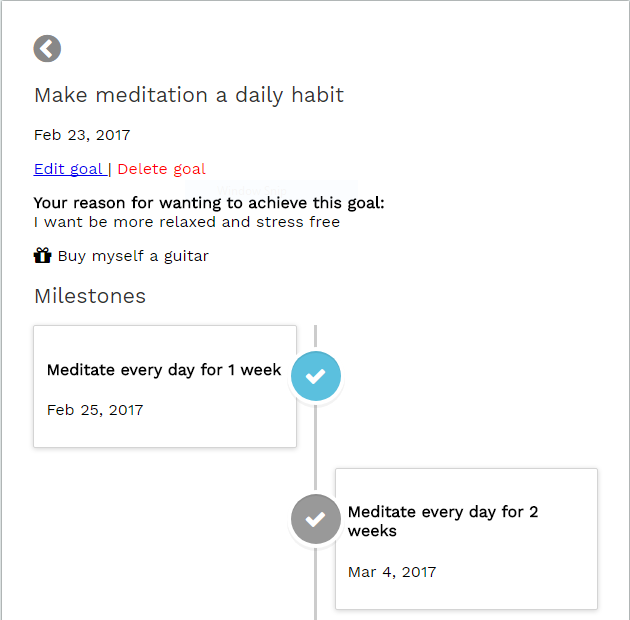 Make meditation a daily habit
Feb 23, 2017
Edit goal | Delete goal
Your reason for wanting to achieve this goal:
I want be more relaxed and stress free
Buy myself a guitar
Milestones
Meditate every day for 1 week
Feb 25, 2017
Meditate every day for 2
weeks
Mar 4, 2017